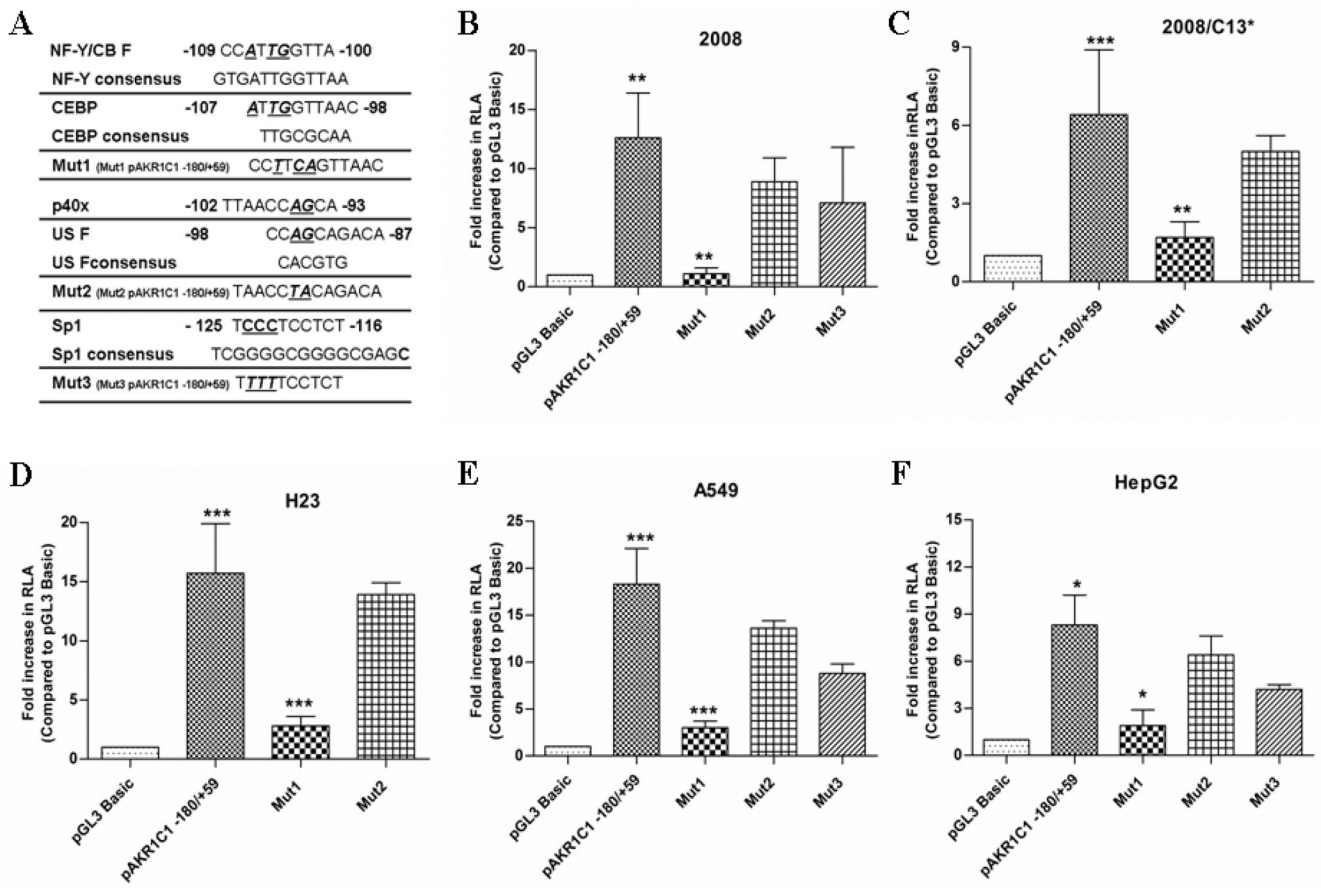 A
NF-Y/CB F -109 CCATTGGTTA -100
NF-Y consensus GTGATTGGTTAA
CEBP -107 ATTGGTTAAC -98
CEBP consensus TTGCGCAA
Mut1 (Mut1 pAKR1C1 -180/+59) CCTTCAGTTAAC
p40x -102 TTAACCAGCA -93
US F -98 CCAGCAGACA -87
US Fconsensus CACGTG
Mut2 (Mut2 pAKR1C1 -180/+59) TAACCTACAGACA
Sp1 - 125 TCCCTCCTCT -116
Sp1 consensus TCGGGGCGGGGCGAGC
Mut3 (Mut3 pAKR1C1 -180/+59) TTTTTCCTCT
B
2008
Fold increase in RLA
(Compared to pGL3 Basic)
20
15
10
5
0
**
**
pGL3 Basic
pAKR1C1 -180/+59
Mut1
Mut2
Mut3
C
2008/C13*
Fold increase inRLA
(Compared to pGL3 Basic)
9
6
3
0
***
**
pGL3 Basic
pAKR1C1 -180/+59
Mut1
Mut2
D
H23
Fold increase in RLA
(Compared to pGL3 Basic)
20
15
10
5
0
***
***
pGL3 Basic
pAKR1C1 -180/+59
Mut1
Mut2
E
A549
Fold increase in RLA
(Compared to pGL3 Basic)
25
20
15
10
5
0
***
***
pGL3 Basic
pAKR1C1 -180/+59
Mut1
Mut2
Mut3
F
HepG2
Fold increase in RLA
(Compared to pGL3 Basic)
15
12
9
6
3
0
*
*
pGL3 Basic
pAKR1C1 -180/+59
Mut1
Mut2
Mut3